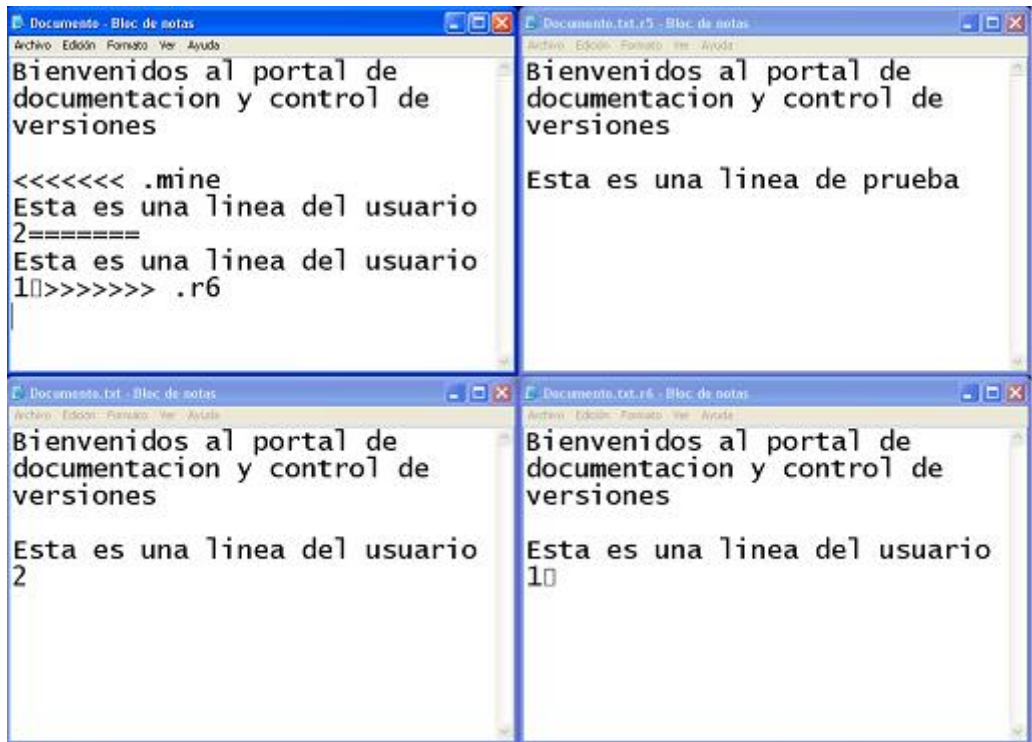 Documento - Bloc de notas
Archivo Edición Formato Ver Ayuda
Bienvenidos al portal de
documentacion y control de
versiones
<<<<<<< .mine
Esta es una linea del usuario
2=======
Esta es una linea del usuario
1▯>>>>>>> .r6
Documento.txt.r5 - Bloc de notas
Archivo Edición Formato Ver Ayuda
Bienvenidos al portal de
documentacion y control de
versiones
Esta es una linea de prueba
Documento.txt - Bloc de notas
Archivo Edición Formato Ver Ayuda
Bienvenidos al portal de
documentacion y control de
versiones
Esta es una linea del usuario
2
Documento.txt.r6 - Bloc de notas
Archivo Edición Formato Ver Ayuda
Bienvenidos al portal de
documentacion y control de
versiones
Esta es una linea del usuario
1▯